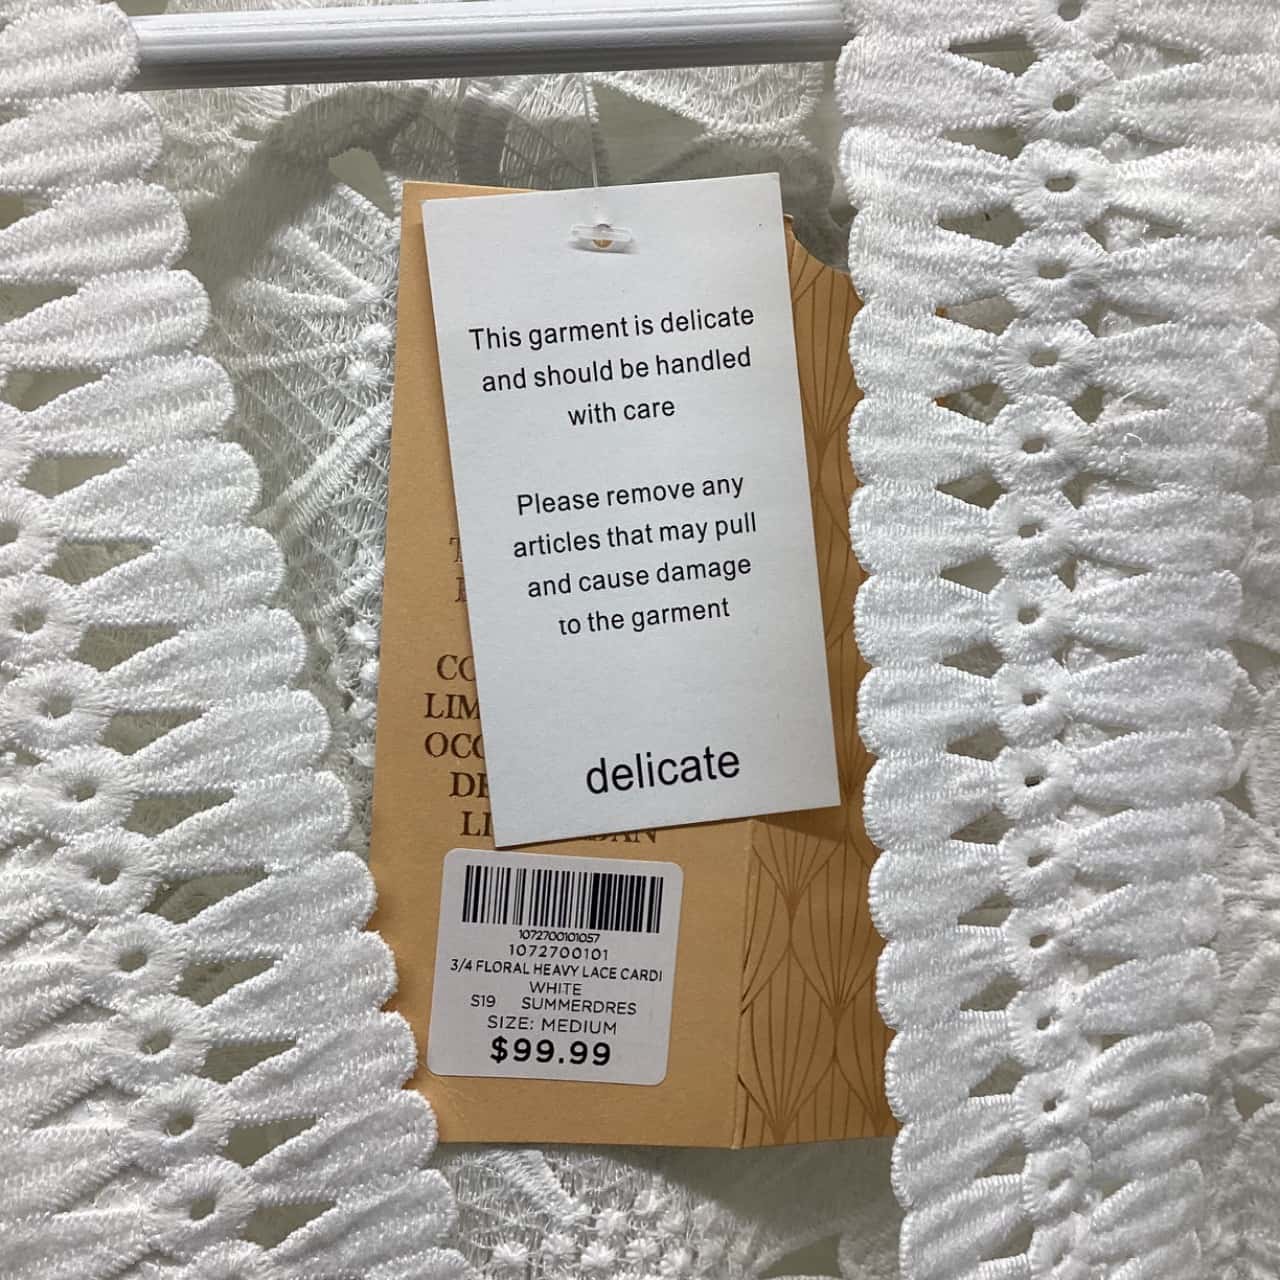 This garment is delicate
and should be handled
with care
Please remove any
articles that may pull
and cause damage
to the garment
delicate
1072700101057
1072700101
3/4 FLORAL HEAVY LACE CARDI
WHITE
S19 SUMMERDRES
SIZE: MEDIUM
$99.99